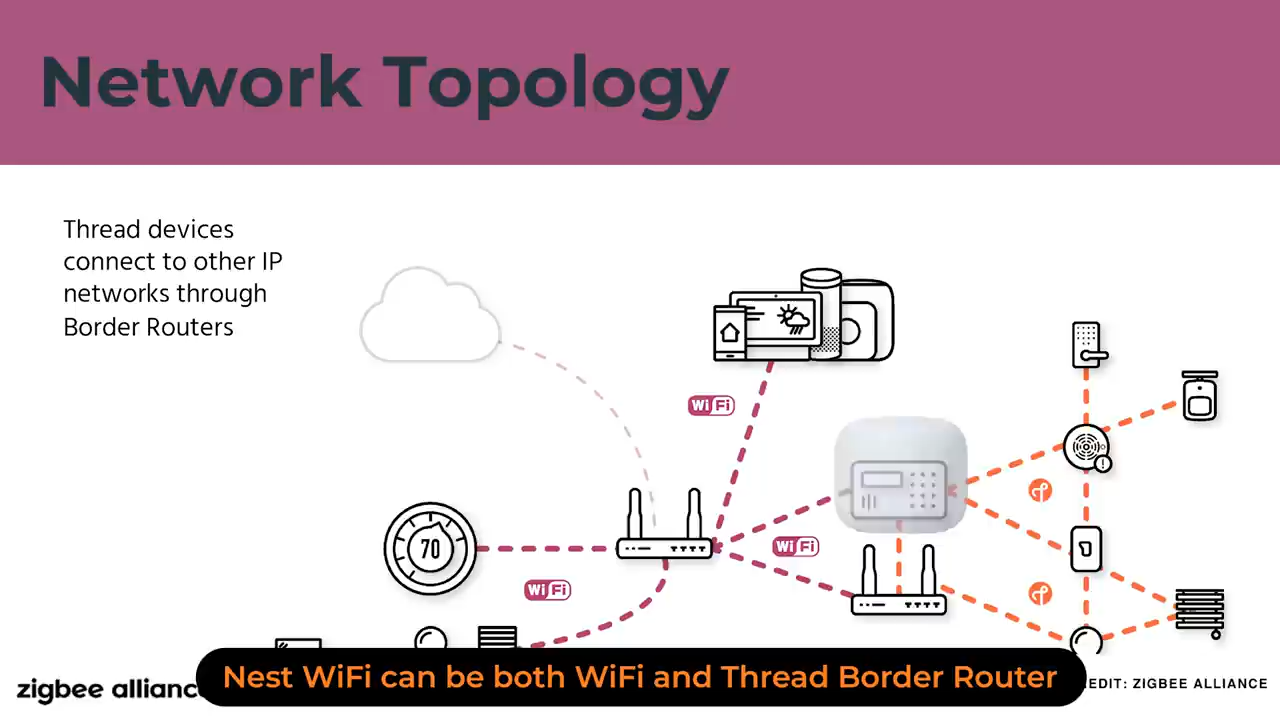 Network Topology
Thread devices
connect to other IP
networks through
Border Routers
WiFi
WiFi
70
WiFi
Nest WiFi can be both WiFi and Thread Border Router
zigbee alliance
EDIT: ZIGBEE ALLIANCE